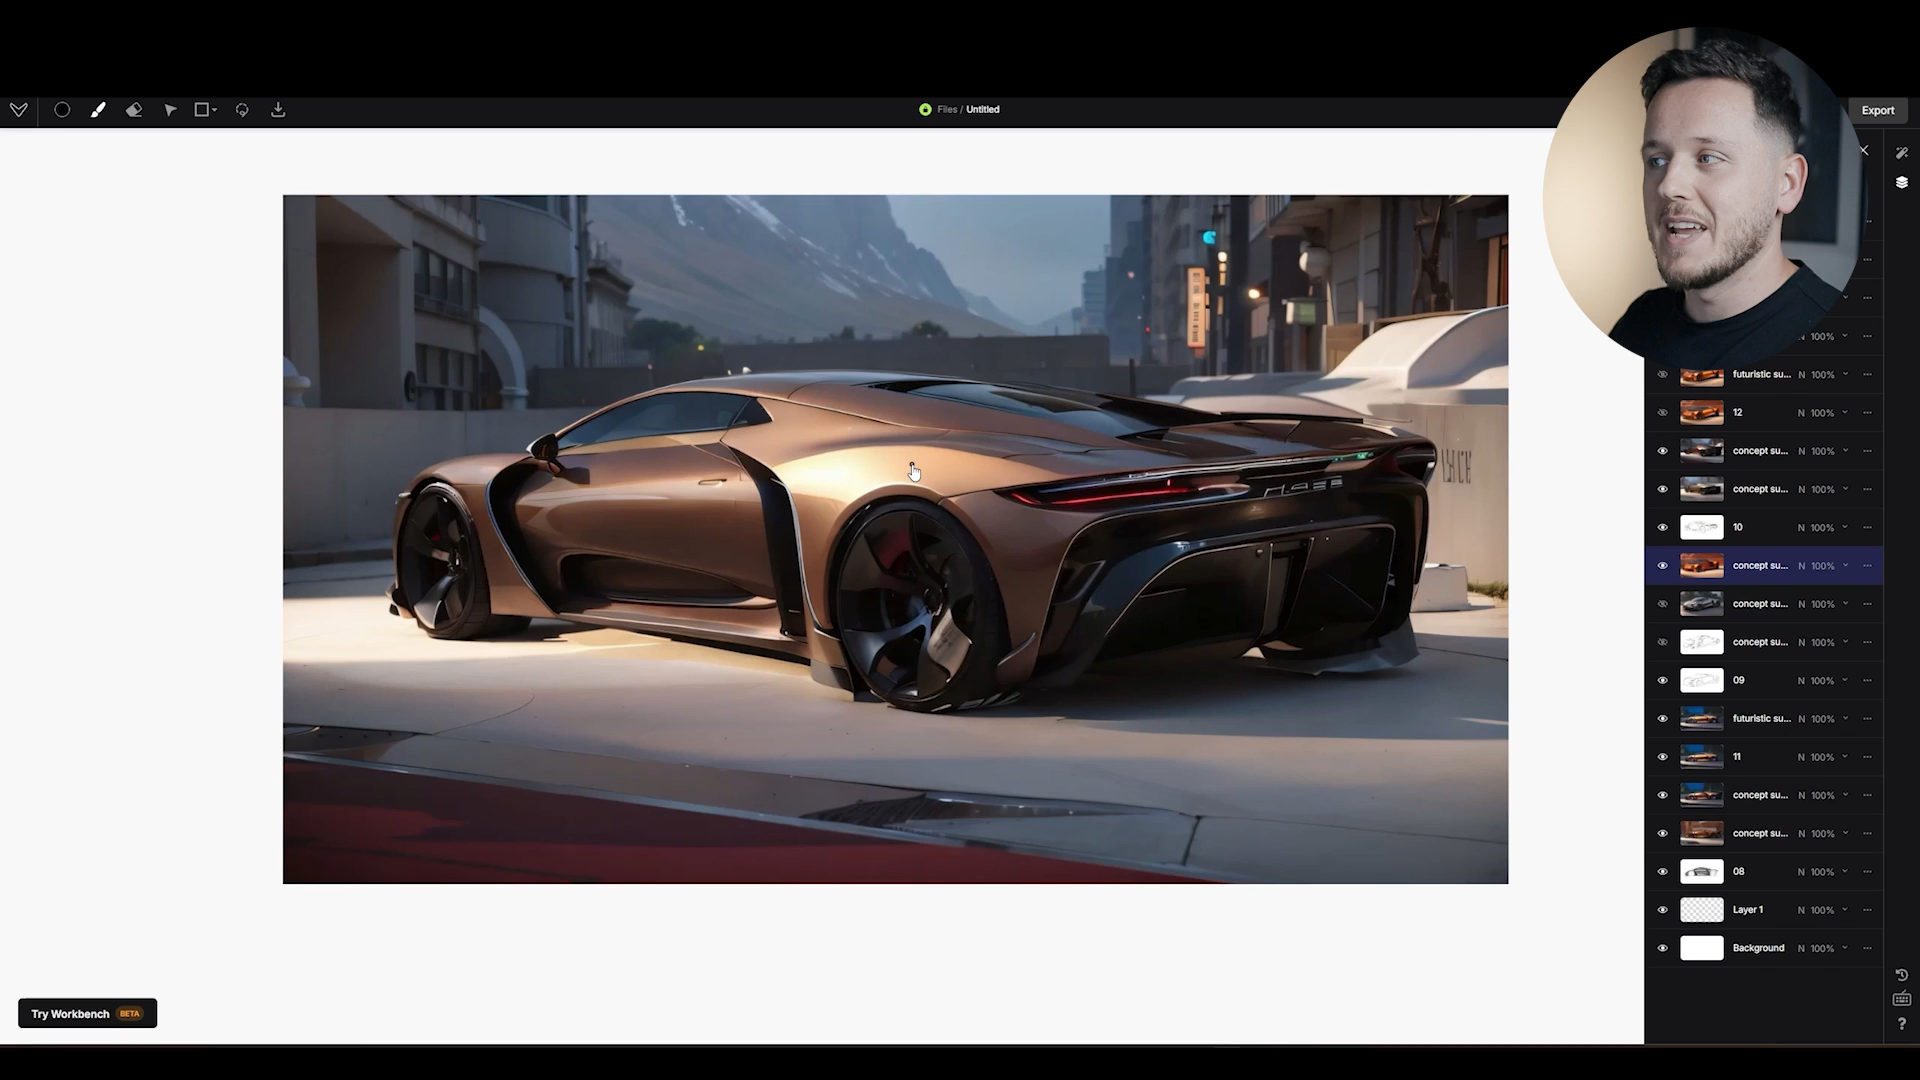 Files / Untitled
Export
N 100%
futuristic su... N 100%
12 N 100%
concept su... N 100%
concept su... N 100%
10 N 100%
concept su... N 100%
concept su... N 100%
concept su... N 100%
09 N 100%
futuristic su... N 100%
11 N 100%
concept su... N 100%
concept su... N 100%
08 N 100%
Layer 1 N 100%
Background N 100%
Try Workbench BETA
?